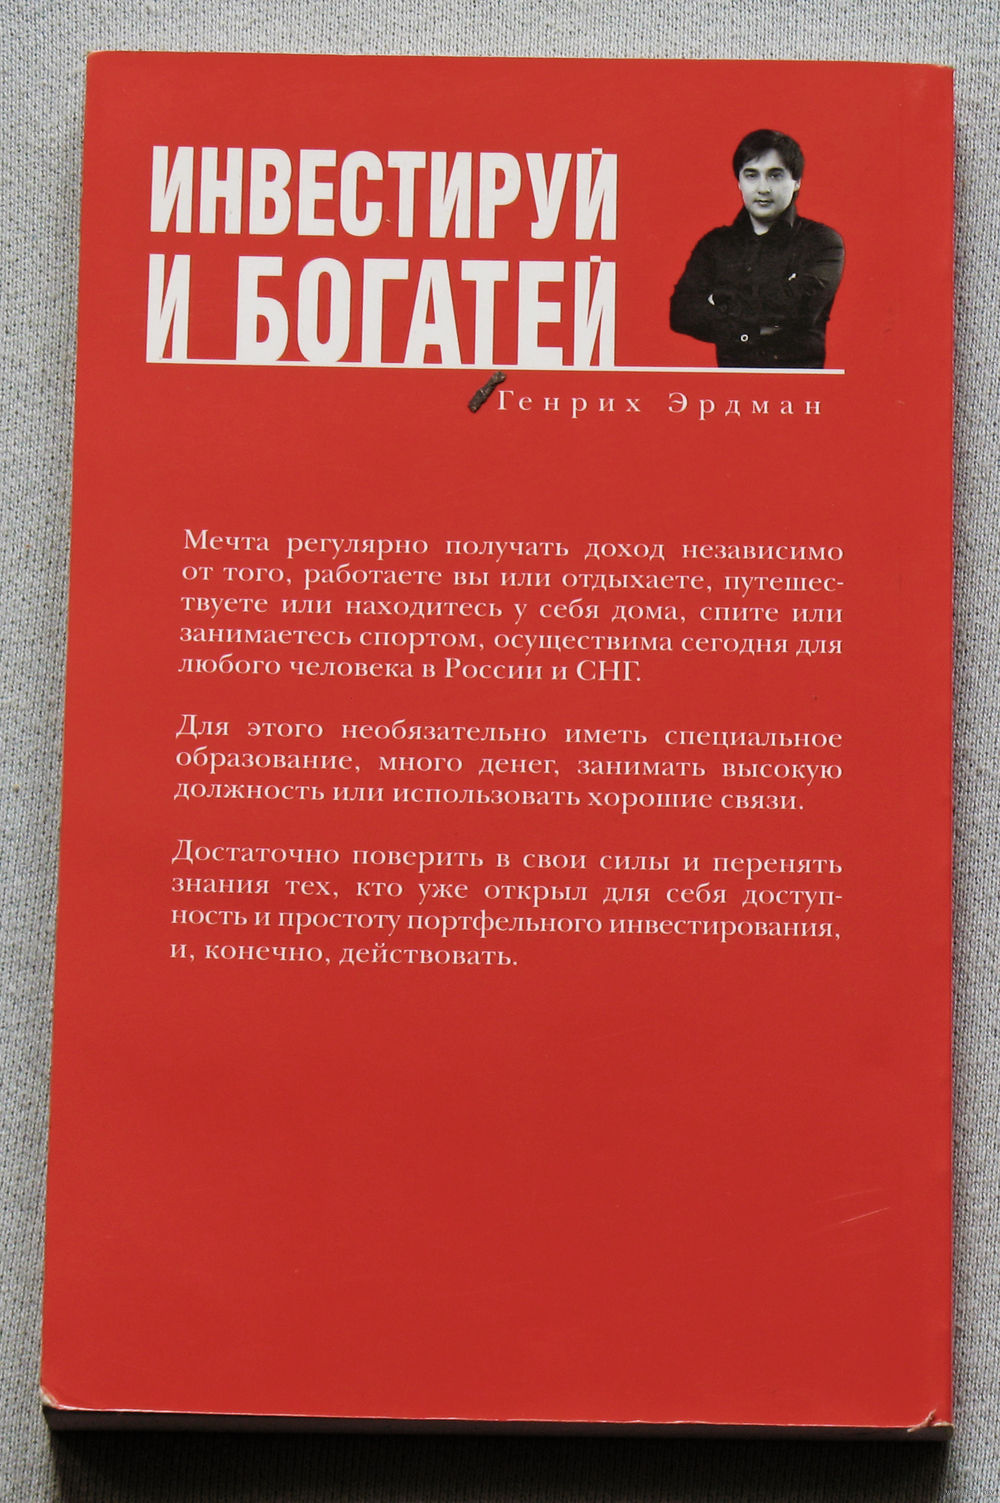 ИНВЕСТИРУЙ
И БОГАТЕЙ
Генрих Эрдман
Мечта регулярно получать доход независимо
от того, работаете вы или отдыхаете, путешес-
твуете или находитесь у себя дома, спите или
занимаетесь спортом, осуществима сегодня для
любого человека в России и СНГ.
Для этого необязательно иметь специальное
образование, много денег, занимать высокую
должность или использовать хорошие связи.
Достаточно поверить в свои силы и перенять
знания тех, кто уже открыл для себя доступ-
ность и простоту портфельного инвестирования,
и, конечно, действовать.